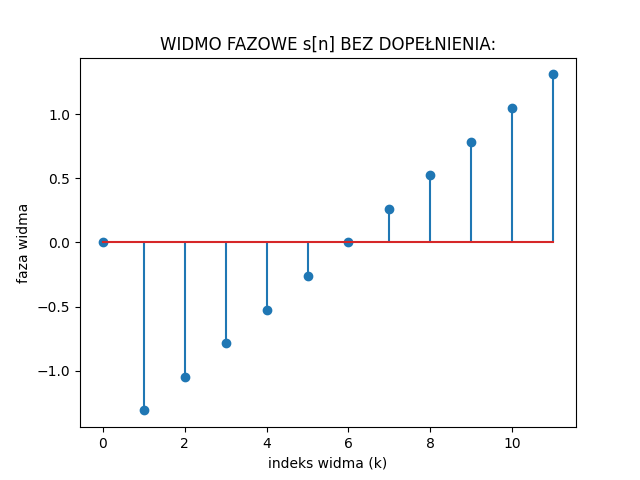 WIDMO FAZOWE s[n] BEZ DOPEŁNIENIA:
1.0
0.5
0.0
−0.5
−1.0
faza widma
0 2 4 6 8 10
indeks widma (k)